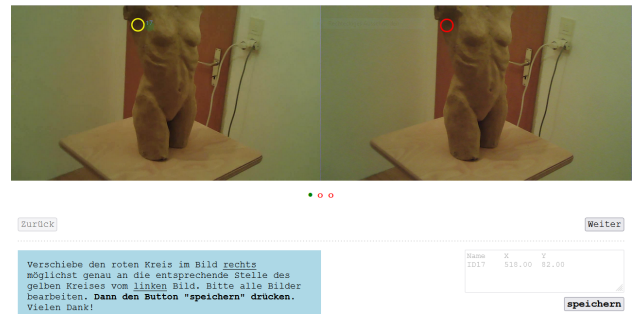 Zurück
Weiter
Verschiebe den roten Kreis im Bild rechts
möglichst genau an die entsprechende Stelle des
gelben Kreises vom linken Bild. Bitte alle Bilder
bearbeiten. Dann den Button "speichern" drücken.
Vielen Dank!
Name X Y
ID17 518.00 82.00
speichern